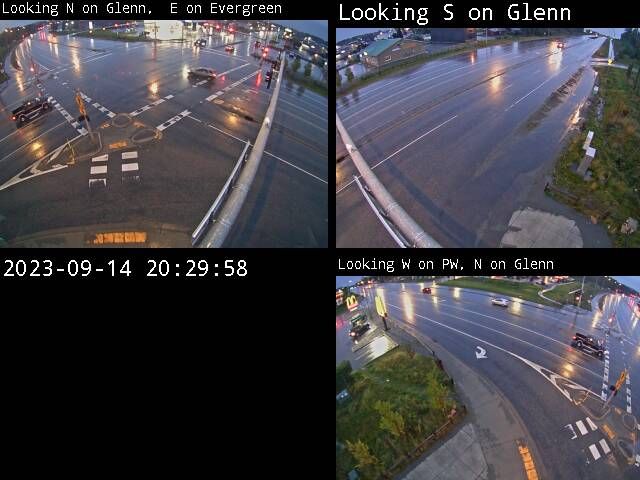 Looking N on Glenn, E on Evergreen
Looking S on Glenn
2023-09-14 20:29:58
Looking W on PW, N on Glenn